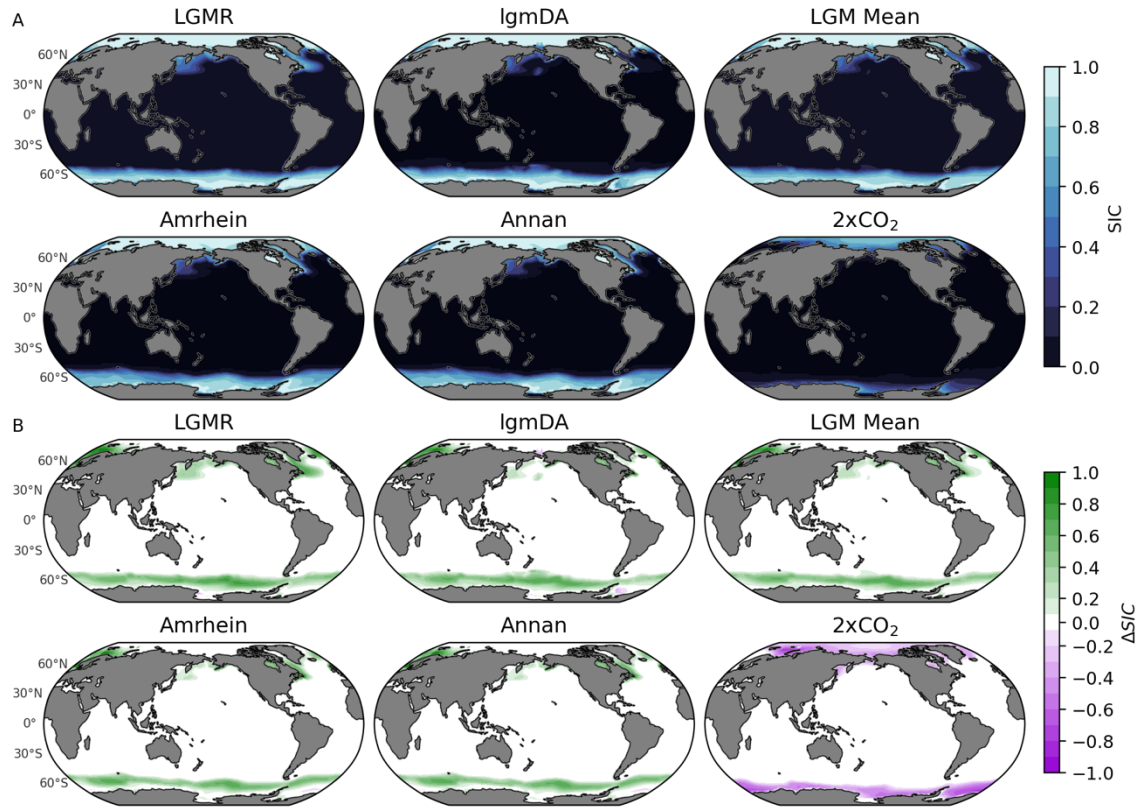 A
LGMR
lgmDA
LGM Mean
60°N
30°N
0°
30°S
60°S
Amrhein
Annan
2xCO₂
60°N
30°N
0°
30°S
60°S
1.0
0.8
0.6
0.4
0.2
0.0
SIC
B
LGMR
lgmDA
LGM Mean
60°N
30°N
0°
30°S
60°S
Amrhein
Annan
2xCO₂
60°N
30°N
0°
30°S
60°S
1.0
0.8
0.6
0.4
0.2
0.0
−0.2
−0.4
−0.6
−0.8
−1.0
ΔSIC